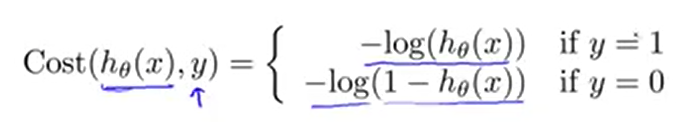 Cost(hθ(x), y) = { −log(hθ(x)) if y = 1
−log(1 − hθ(x)) if y = 0